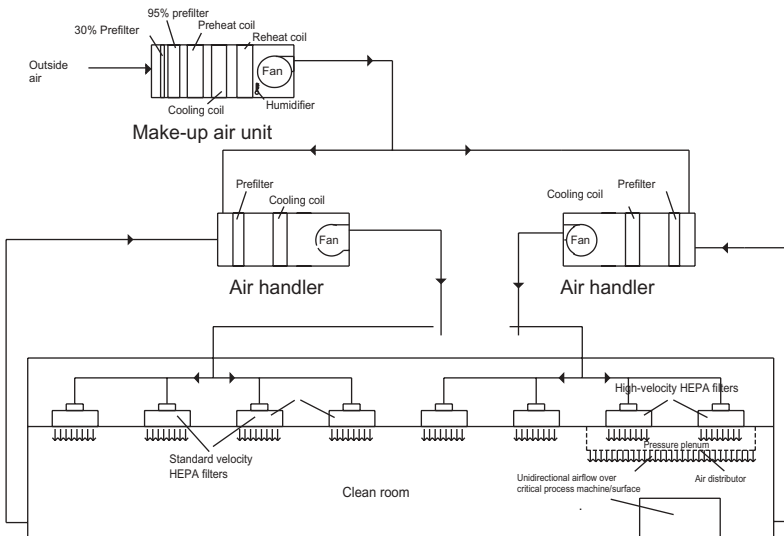 95% prefilter
30% Prefilter
Preheat coil
Reheat coil
Outside
air
Fan
Cooling coil
Humidifier
Make-up air unit
Prefilter
Cooling coil
Fan
Air handler
Cooling coil
Prefilter
Fan
Air handler
High-velocity HEPA filters
Standard velocity
HEPA filters
Pressure plenum
Unidirectional airflow over
critical process machine/surface
Air distributor
Clean room